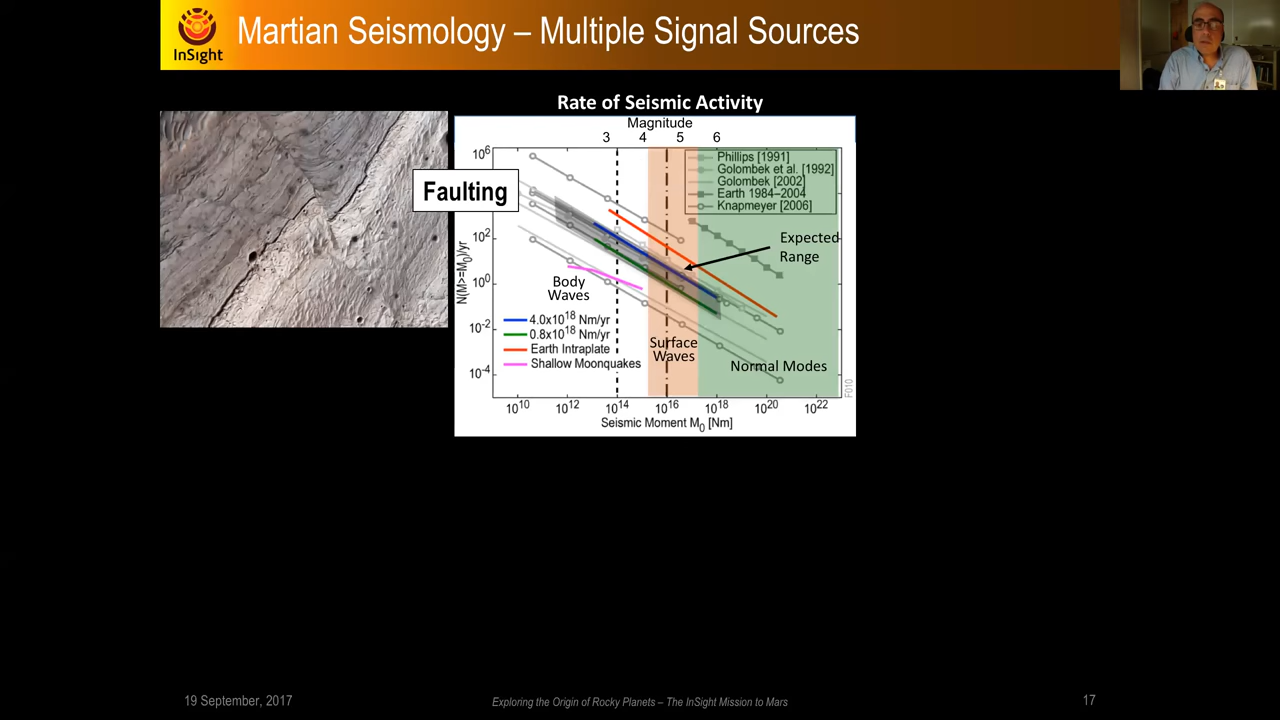 InSight
Martian Seismology – Multiple Signal Sources
Rate of Seismic Activity
Magnitude
3 4 5 6
Faulting
10^6
10^2
10^0
10^-2
10^-4
N(M>=M0)/yr
Phillips [1991]
Golombek et al. [1992]
Golombek [2002]
Earth 1984–2004
Knapmeyer [2006]
Expected
Range
Body
Waves
4.0x10^18 Nm/yr
0.8x10^18 Nm/yr
Earth Intraplate
Shallow Moonquakes
Surface
Waves
Normal Modes
F010
10^10 10^12 10^14 10^16 10^18 10^20 10^22
Seismic Moment M0 [Nm]
19 September, 2017
Exploring the Origin of Rocky Planets – The InSight Mission to Mars
17